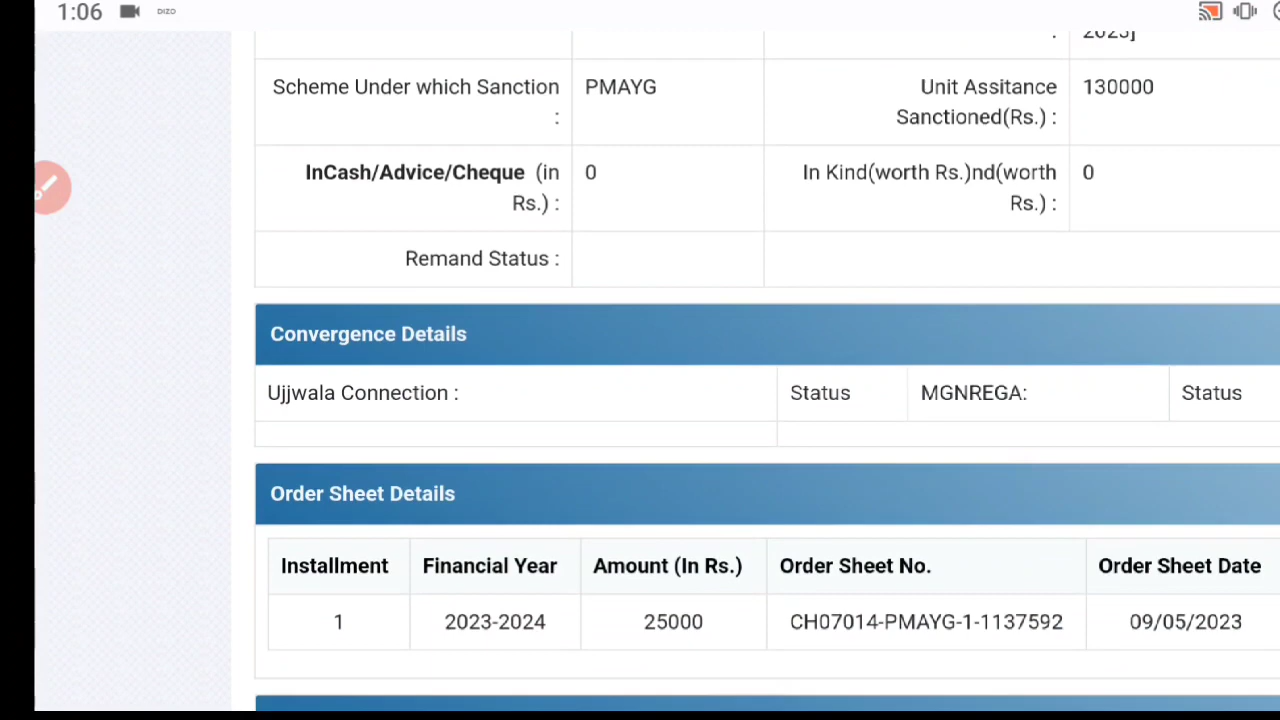 1:06 DIZO
: 2023]
Scheme Under which Sanction PMAYG Unit Assitance 130000
: Sanctioned(Rs.) :
InCash/Advice/Cheque (in 0 In Kind(worth Rs.)nd(worth 0
Rs.) : Rs.) :
Remand Status :
Convergence Details
Ujjwala Connection : Status MGNREGA: Status
Order Sheet Details
Installment Financial Year Amount (In Rs.) Order Sheet No. Order Sheet Date
1 2023-2024 25000 CH07014-PMAYG-1-1137592 09/05/2023